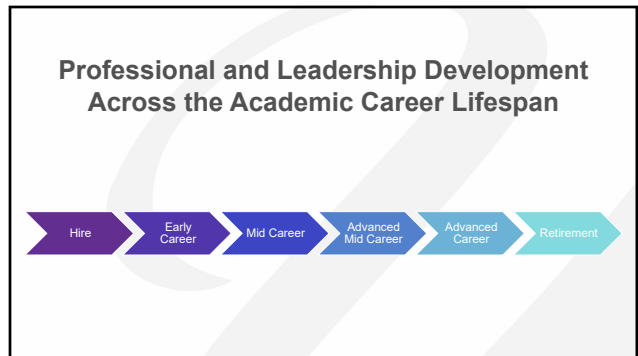 Professional and Leadership Development
Across the Academic Career Lifespan
Hire
Early
Career
Mid Career
Advanced
Mid Career
Advanced
Career
Retirement